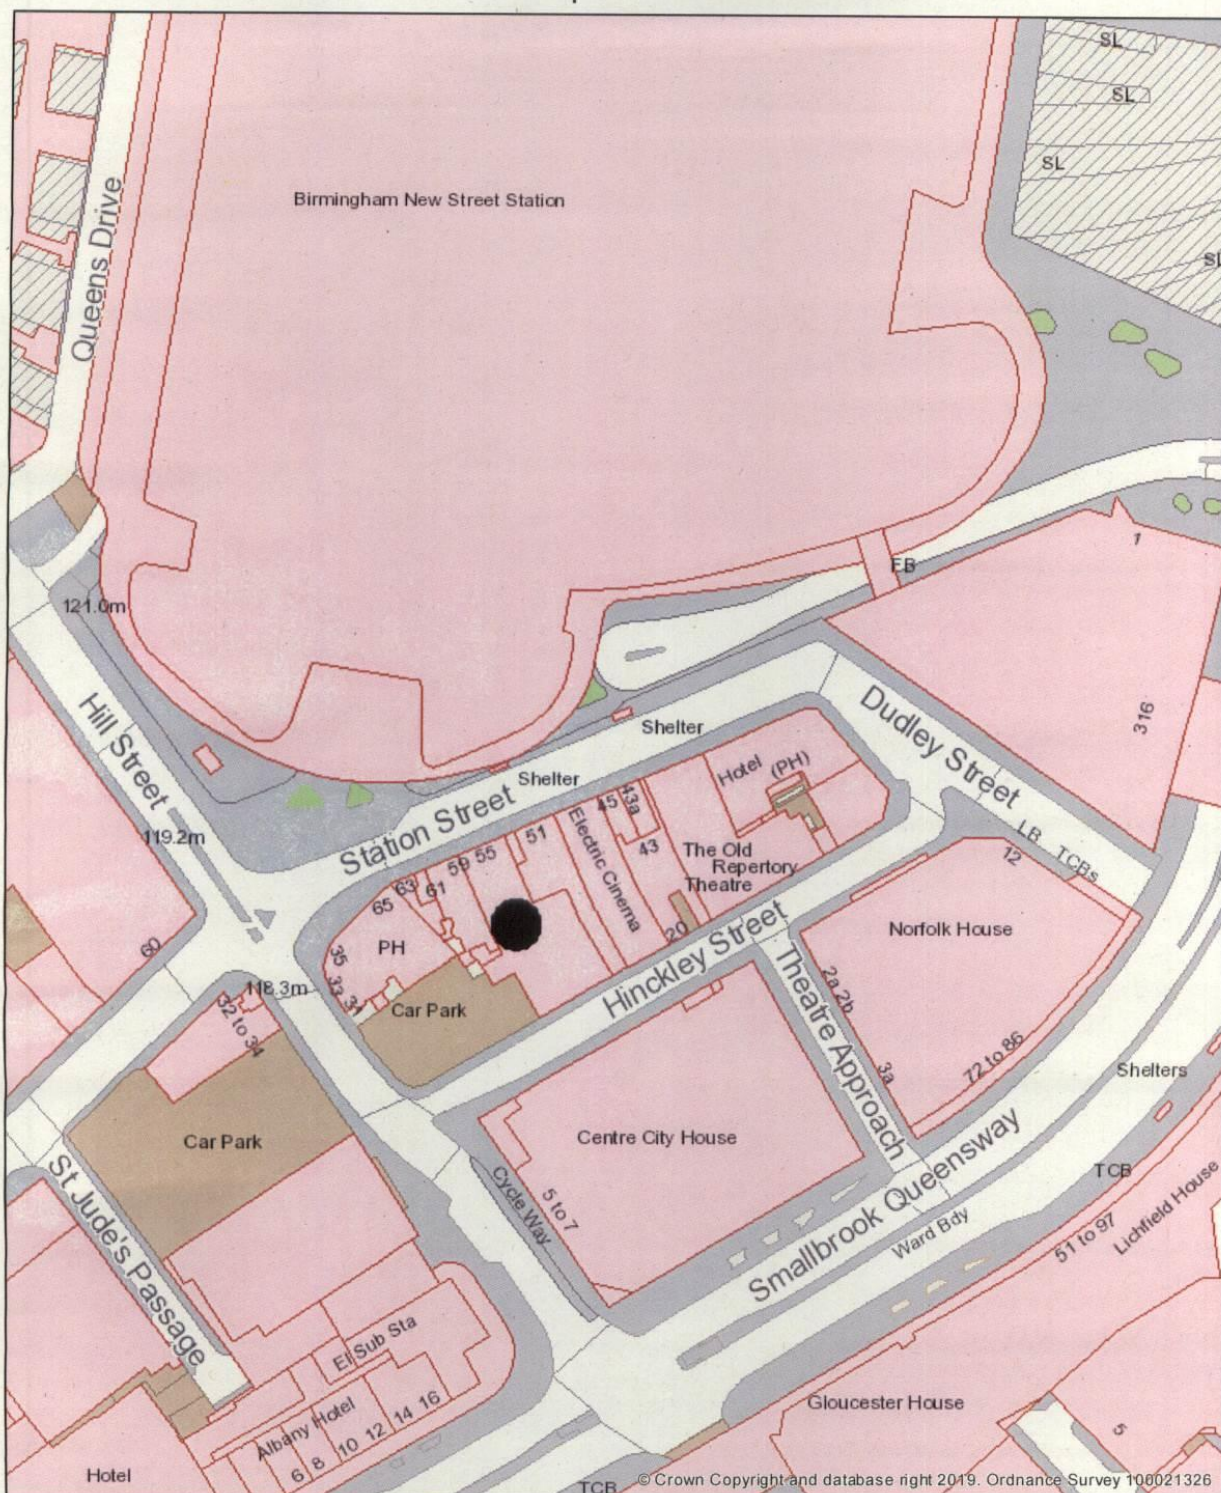 SL
SL
SL
SL
Birmingham New Street Station
Queens Drive
1
FB
121.0m
Hill Street
316
Dudley Street
Shelter
Shelter
Hotel
(PH)
119.2m
Station Street
LB
TCBs
12
45
43a
43
51
55
59
61
63
65
Electric Cinema
The Old
Repertory
Theatre
20
PH
35
33
31
60
118.3m
32 to 34
Car Park
Hinckley Street
Norfolk House
Theatre Approach
2a 2b
3a
72 to 86
Shelters
Car Park
Centre City House
Cycle Way
5 to 7
St Jude's Passage
Smallbrook Queensway
Ward Bdy
TCB
51 to 97
Lichfield House
El Sub Sta
Albany Hotel
6
8
10
12
14
16
Gloucester House
5
Hotel
TCB
© Crown Copyright and database right 2019. Ordnance Survey 100021326